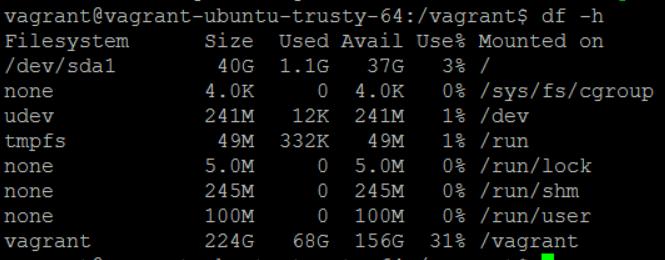 vagrant@vagrant-ubuntu-trusty-64:/vagrant$ df -h
Filesystem      Size  Used Avail Use% Mounted on
/dev/sda1        40G  1.1G   37G   3% /
none            4.0K     0  4.0K   0% /sys/fs/cgroup
udev            241M   12K  241M   1% /dev
tmpfs            49M  332K   49M   1% /run
none            5.0M     0  5.0M   0% /run/lock
none            245M     0  245M   0% /run/shm
none            100M     0  100M   0% /run/user
vagrant         224G   68G  156G  31% /vagrant